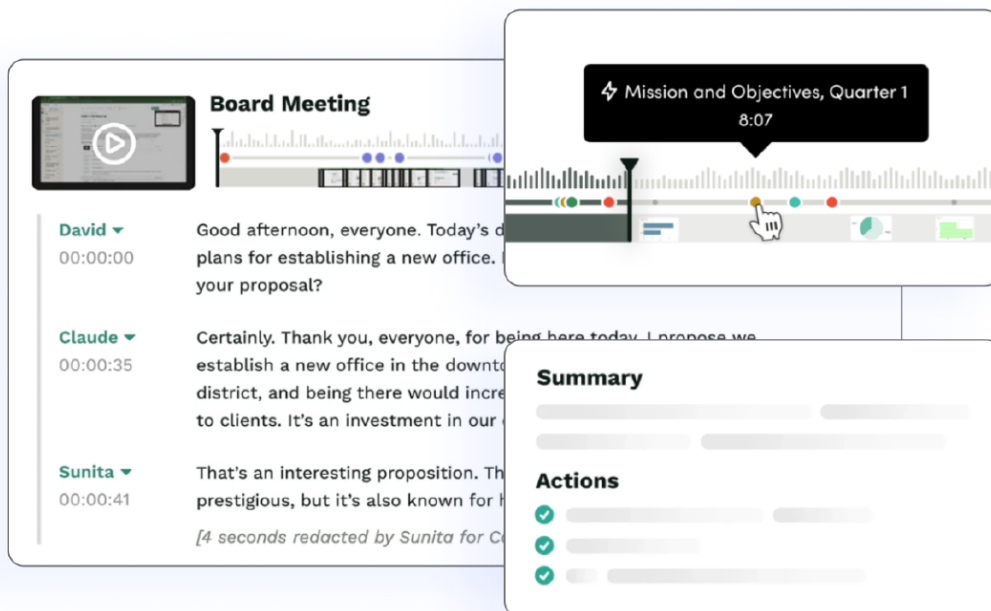 Board Meeting
David
00:00:00
Good afternoon, everyone. Today's
plans for establishing a new office.
your proposal?
Claude
00:00:35
Certainly. Thank you, everyone, for being here today. I propose we
establish a new office in the
district, and being there would
to clients. It's an investment in our
Sunita
00:00:41
That's an interesting proposition.
prestigious, but it's also known for
[4 seconds redacted by Sunita for
Mission and Objectives, Quarter 1
8:07
Summary
Actions